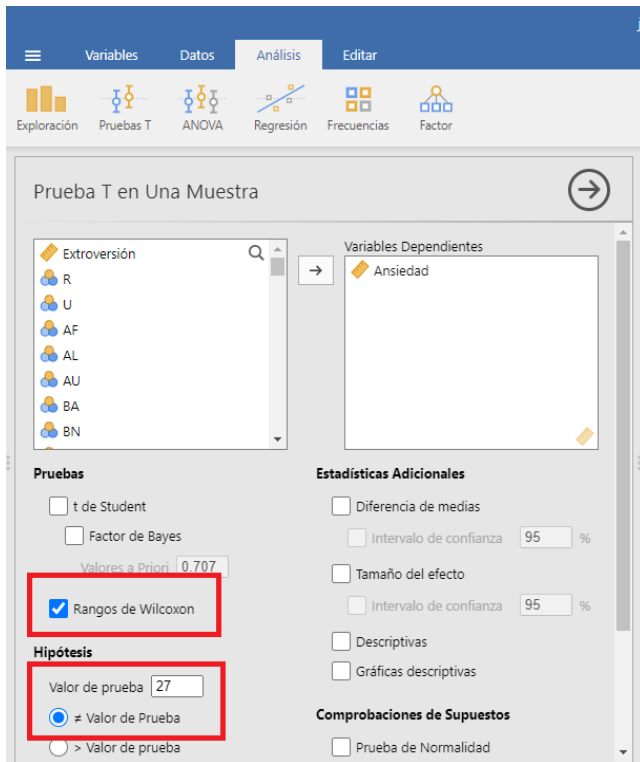 Variables Datos Análisis Editar
Exploración Pruebas T ANOVA Regresión Frecuencias Factor
Prueba T en Una Muestra
Extroversión
R
U
AF
AL
AU
BA
BN
Variables Dependientes
Ansiedad
Pruebas
t de Student
Factor de Bayes
Valores a Priori 0.707
Rangos de Wilcoxon
Hipótesis
Valor de prueba 27
≠ Valor de Prueba
> Valor de prueba
Estadísticas Adicionales
Diferencia de medias
Intervalo de confianza 95 %
Tamaño del efecto
Intervalo de confianza 95 %
Descriptivas
Gráficas descriptivas
Comprobaciones de Supuestos
Prueba de Normalidad